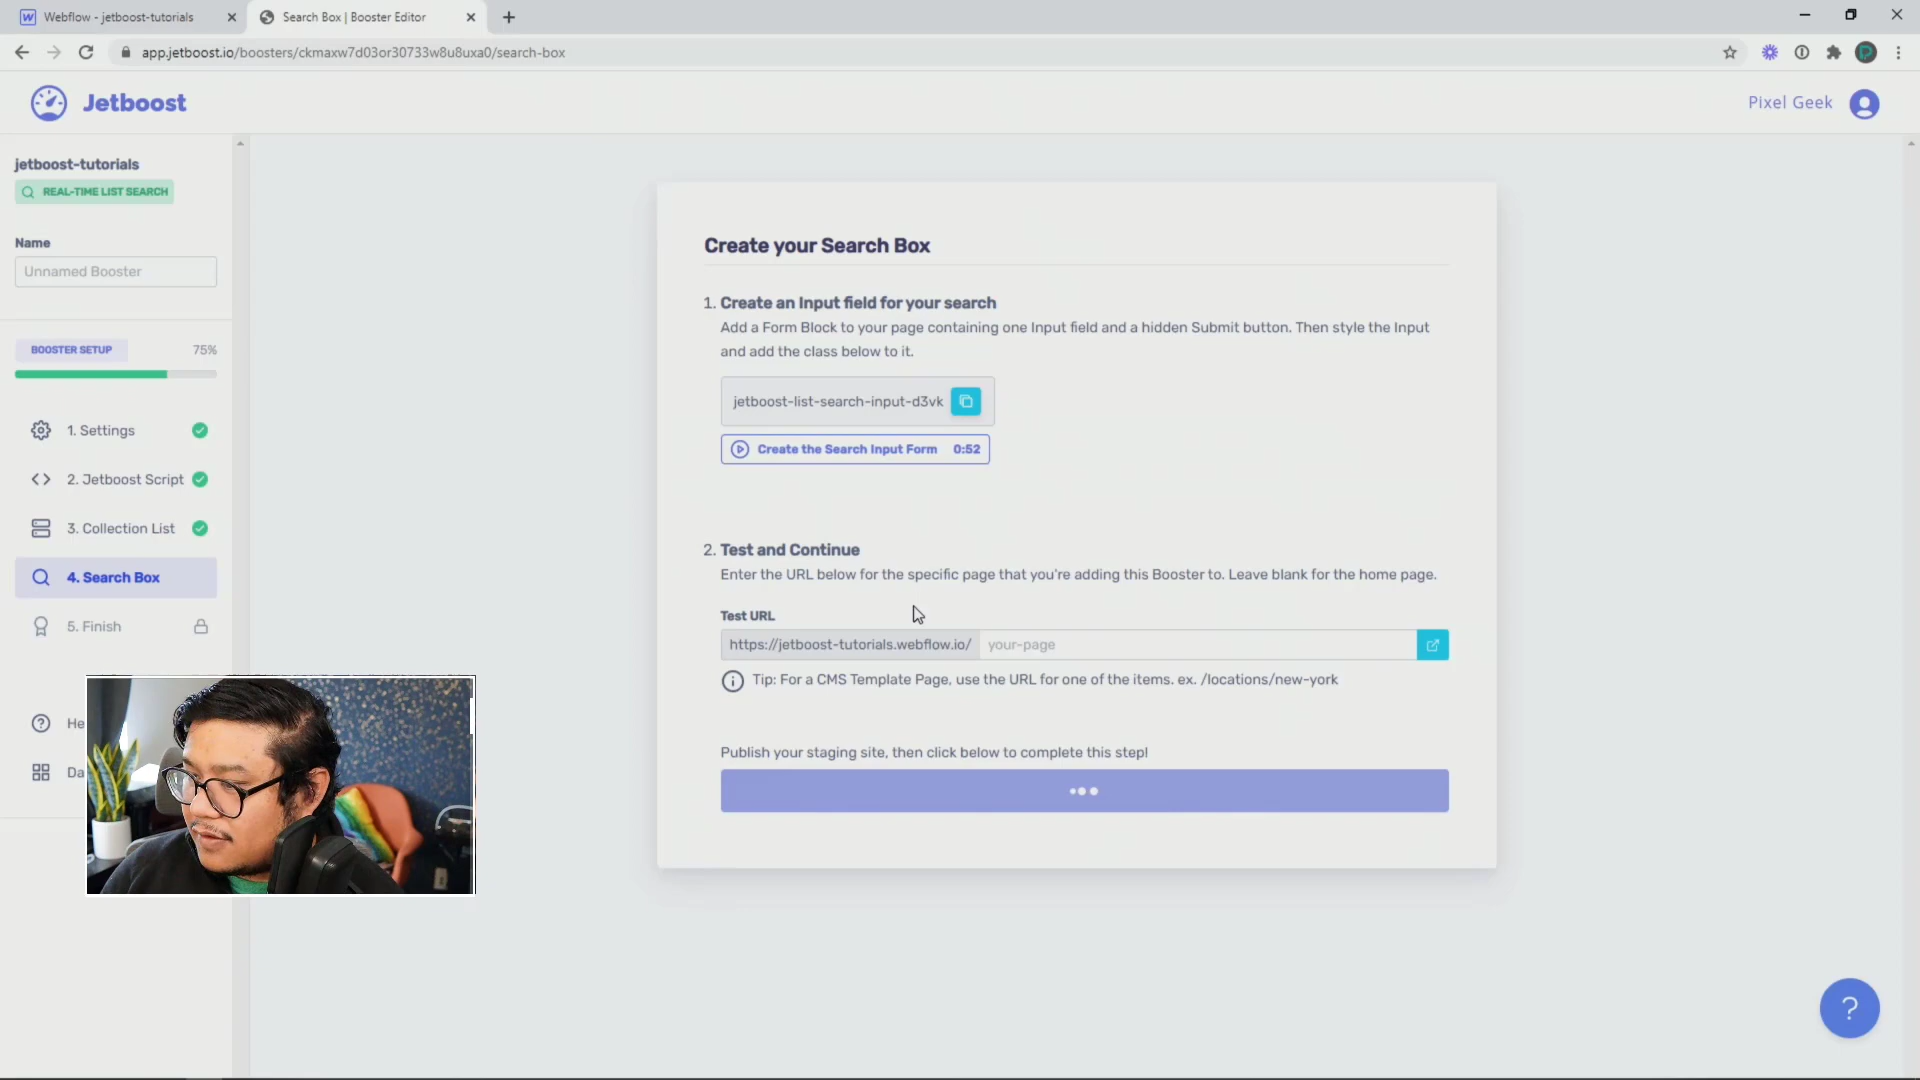 Webflow - jetboost-tutorials
Search Box | Booster Editor
app.jetboost.io/boosters/ckmaxw7d03or30733w8u8uxa0/search-box
Jetboost
Pixel Geek
jetboost-tutorials
REAL-TIME LIST SEARCH
Name
Unnamed Booster
BOOSTER SETUP 75%
1. Settings
2. Jetboost Script
3. Collection List
4. Search Box
5. Finish
He
Da
Create your Search Box
1. Create an Input field for your search
Add a Form Block to your page containing one Input field and a hidden Submit button. Then style the Input
and add the class below to it.
jetboost-list-search-input-d3vk
Create the Search Input Form 0:52
2. Test and Continue
Enter the URL below for the specific page that you're adding this Booster to. Leave blank for the home page.
Test URL
https://jetboost-tutorials.webflow.io/ your-page
Tip: For a CMS Template Page, use the URL for one of the items. ex. /locations/new-york
Publish your staging site, then click below to complete this step!
?